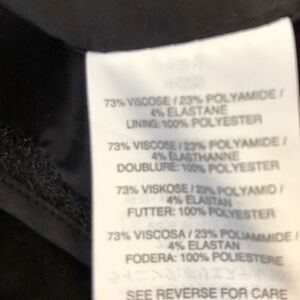 73% VISCOSE / 23% POLYAMIDE /
4% ELASTANE
LINING: 100% POLYESTER
73% VISCOSE / 23% POLYAMIDE /
4% ELASTHANNE
DOUBLURE: 100% POLYESTER
73% VISKOSE / 23% POLYAMID /
4% ELASTAN
FUTTER: 100% POLYESTER
73% VISCOSA / 23% POLIAMMIDE /
4% ELASTAN
FODERA: 100% POLIESTERE
SEE REVERSE FOR CARE